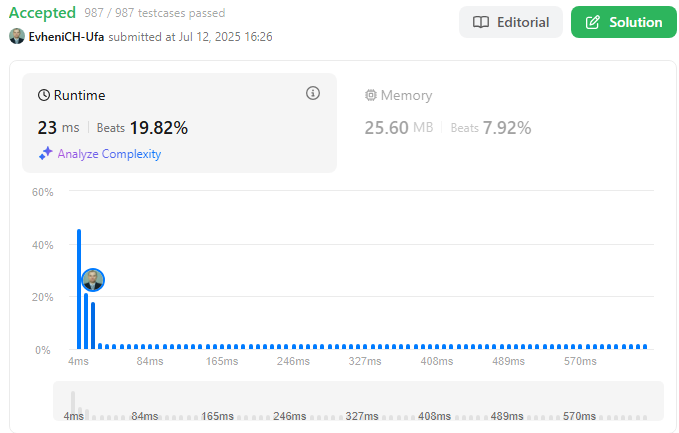 Accepted 987 / 987 testcases passed
Editorial
Solution
EvheniCH-Ufa submitted at Jul 12, 2025 16:26
Runtime
Memory
23 ms Beats 19.82%
25.60 MB Beats 7.92%
Analyze Complexity
60%
40%
20%
0%
4ms 84ms 165ms 246ms 327ms 408ms 489ms 570ms
4ms 84ms 165ms 246ms 327ms 408ms 489ms 570ms